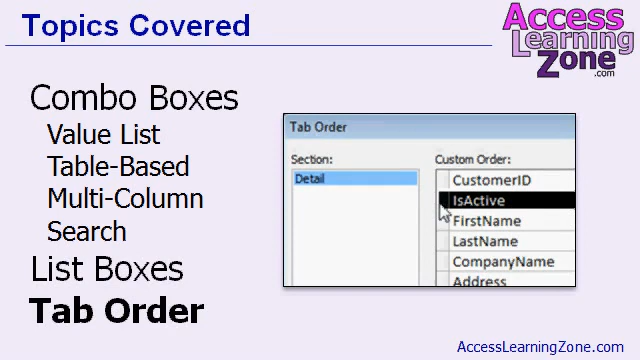 Topics Covered
Access
Learning
Zone
.com
Combo Boxes
Value List
Table-Based
Multi-Column
Search
List Boxes
Tab Order
Tab Order
Section:
Detail
Custom Order:
CustomerID
IsActive
FirstName
LastName
CompanyName
Address
AccessLearningZone.com